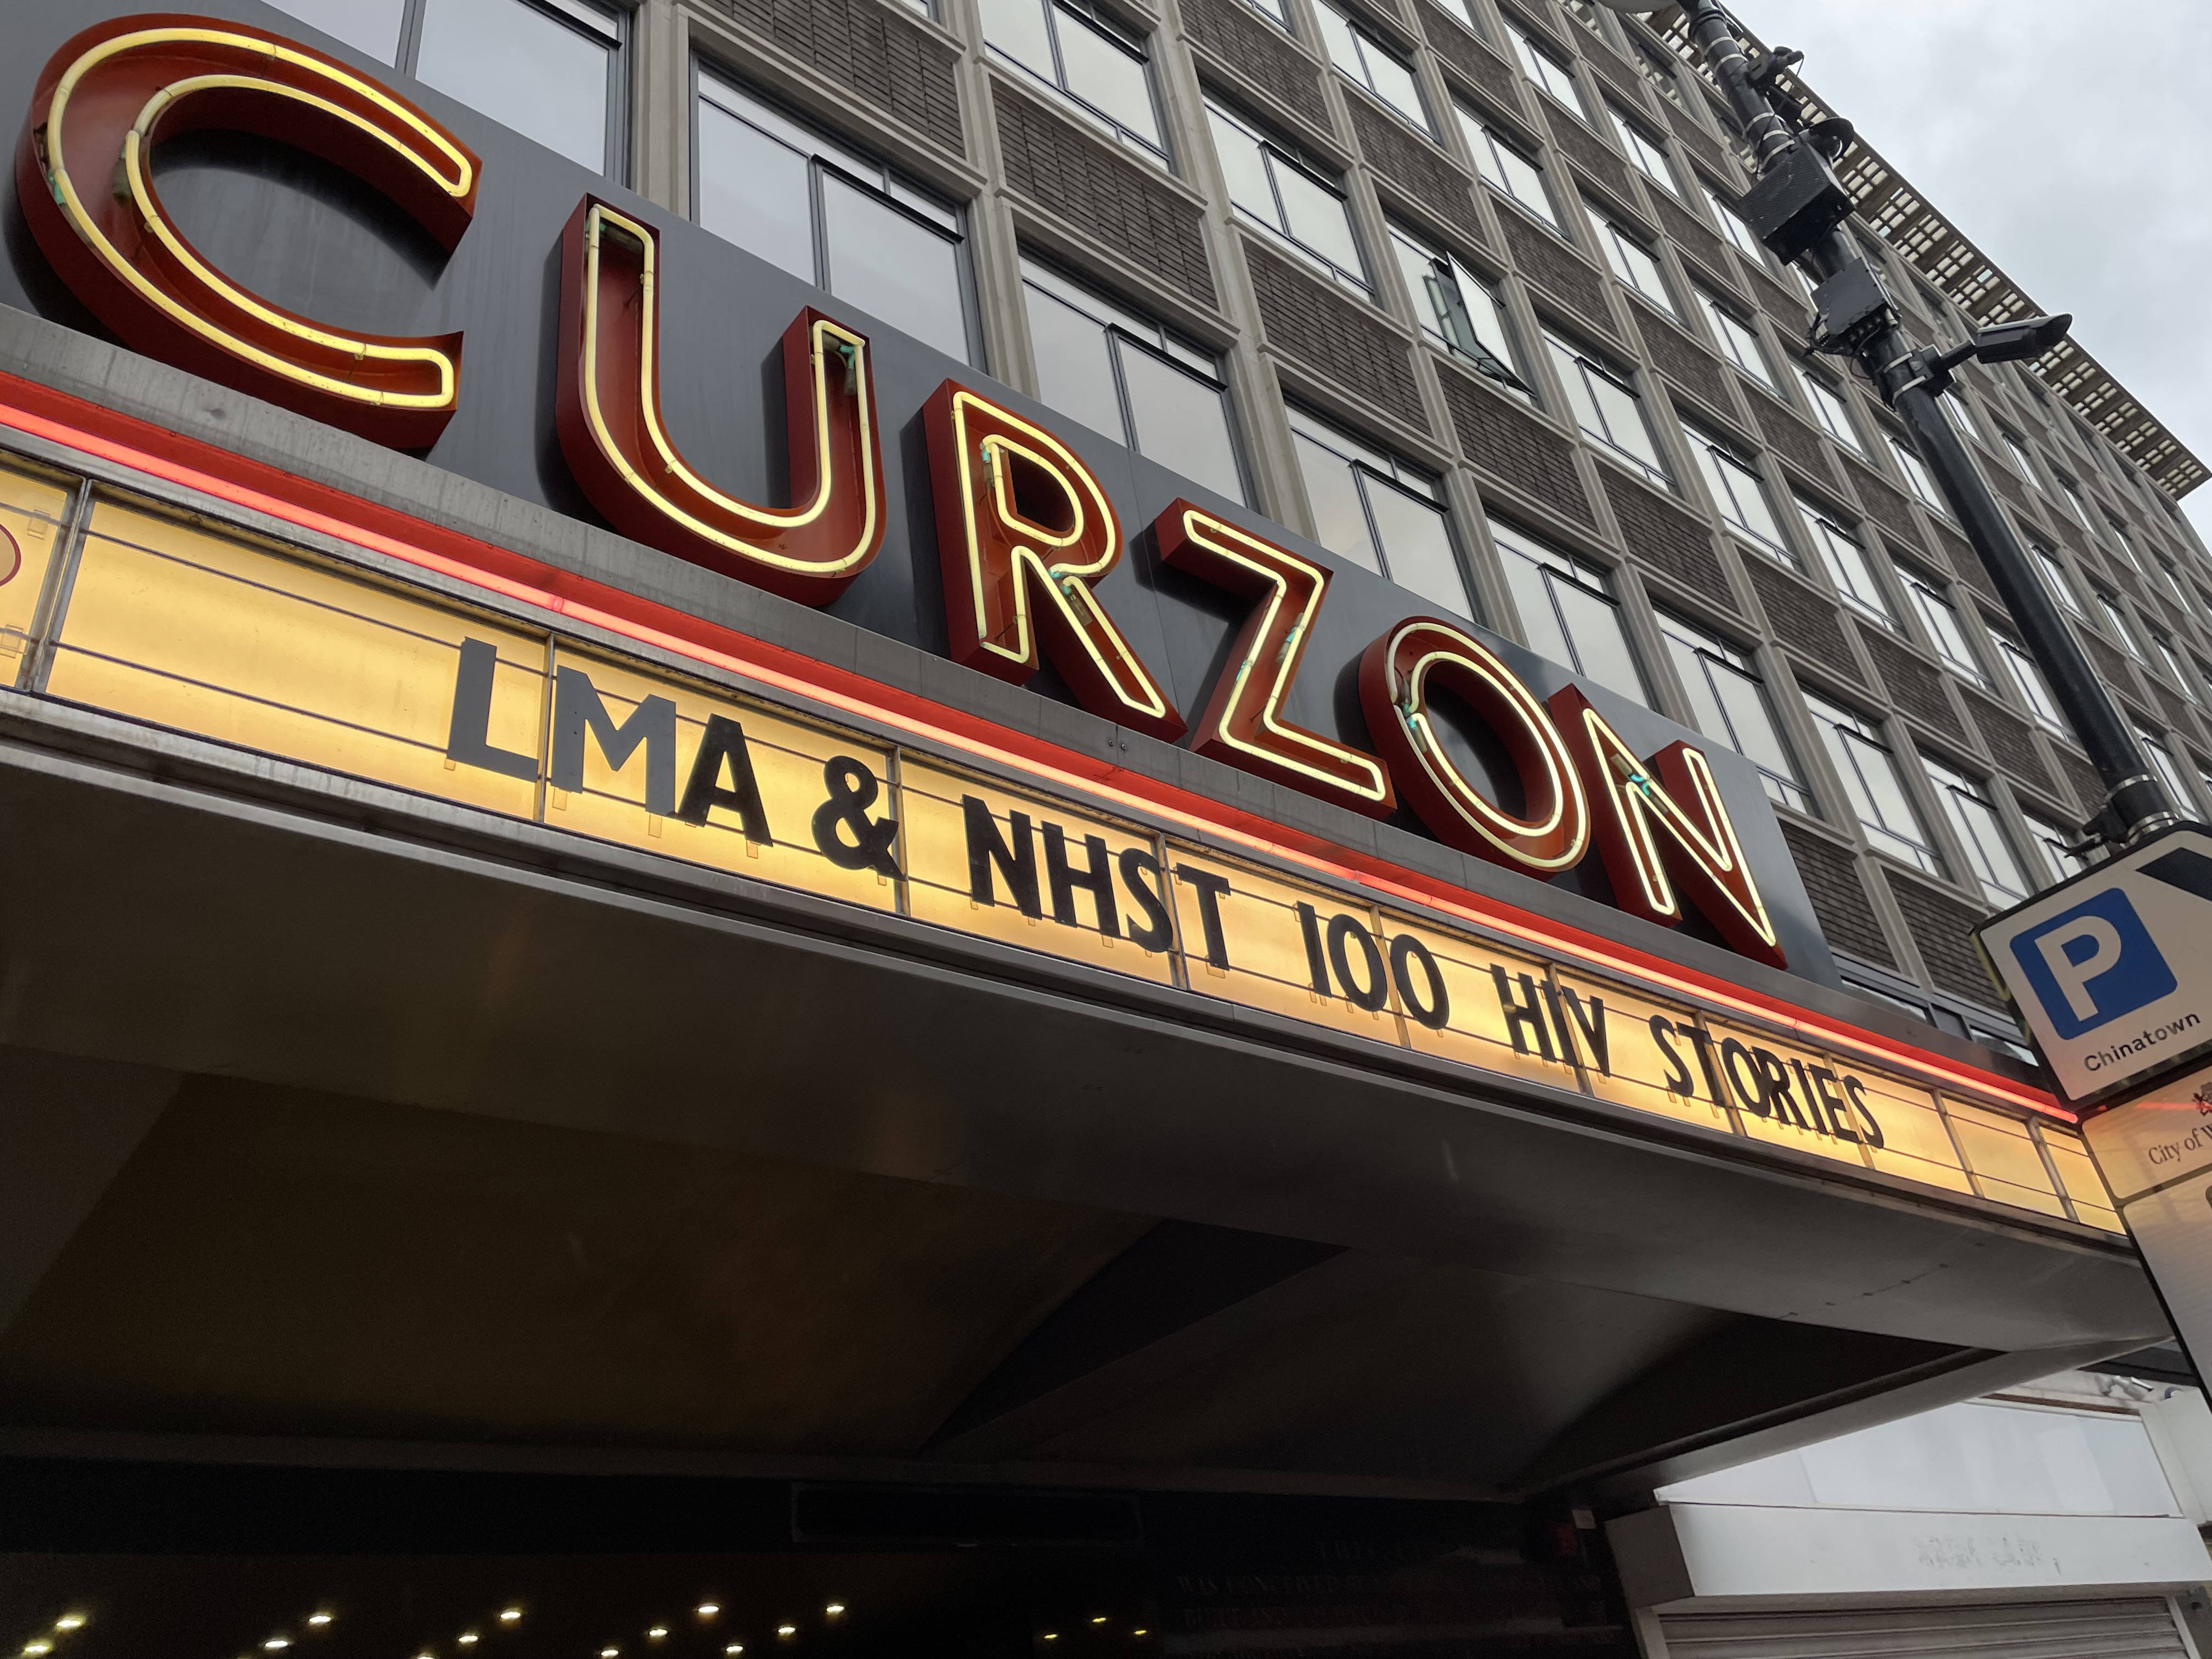 CURZON
LMA & NHST 100 HIV STORIES
P
Chinatown
City of